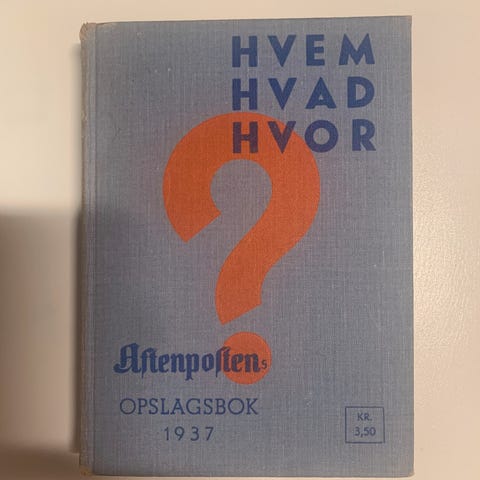 HVEM
HVAD
HVOR
?
Aftenpostens
OPSLAGSBOK
1937
KR.
3,50